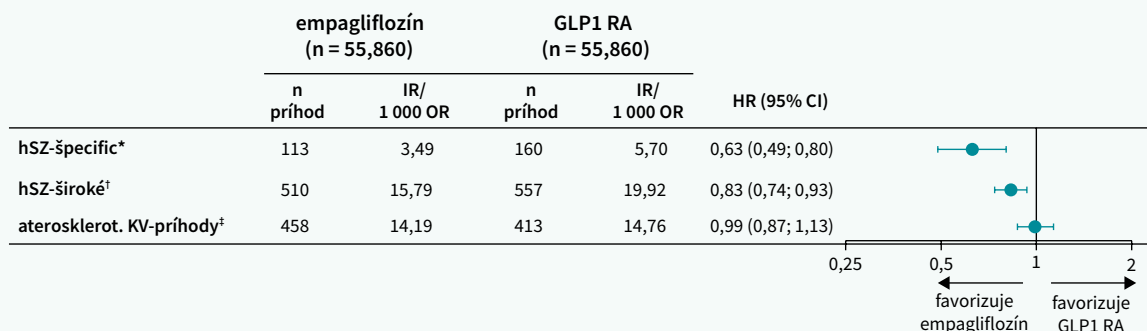 empagliflozín GLP1 RA
(n = 55,860) (n = 55,860)
n IR/ n IR/ HR (95% CI)
príhod 1 000 OR príhod 1 000 OR
hSZ-špecific* 113 3,49 160 5,70 0,63 (0,49; 0,80)
hSZ-široké† 510 15,79 557 19,92 0,83 (0,74; 0,93)
aterosklerot. KV-príhody‡ 458 14,19 413 14,76 0,99 (0,87; 1,13)
0,25 0,5 1 2
favorizuje favorizuje
empagliflozín GLP1 RA